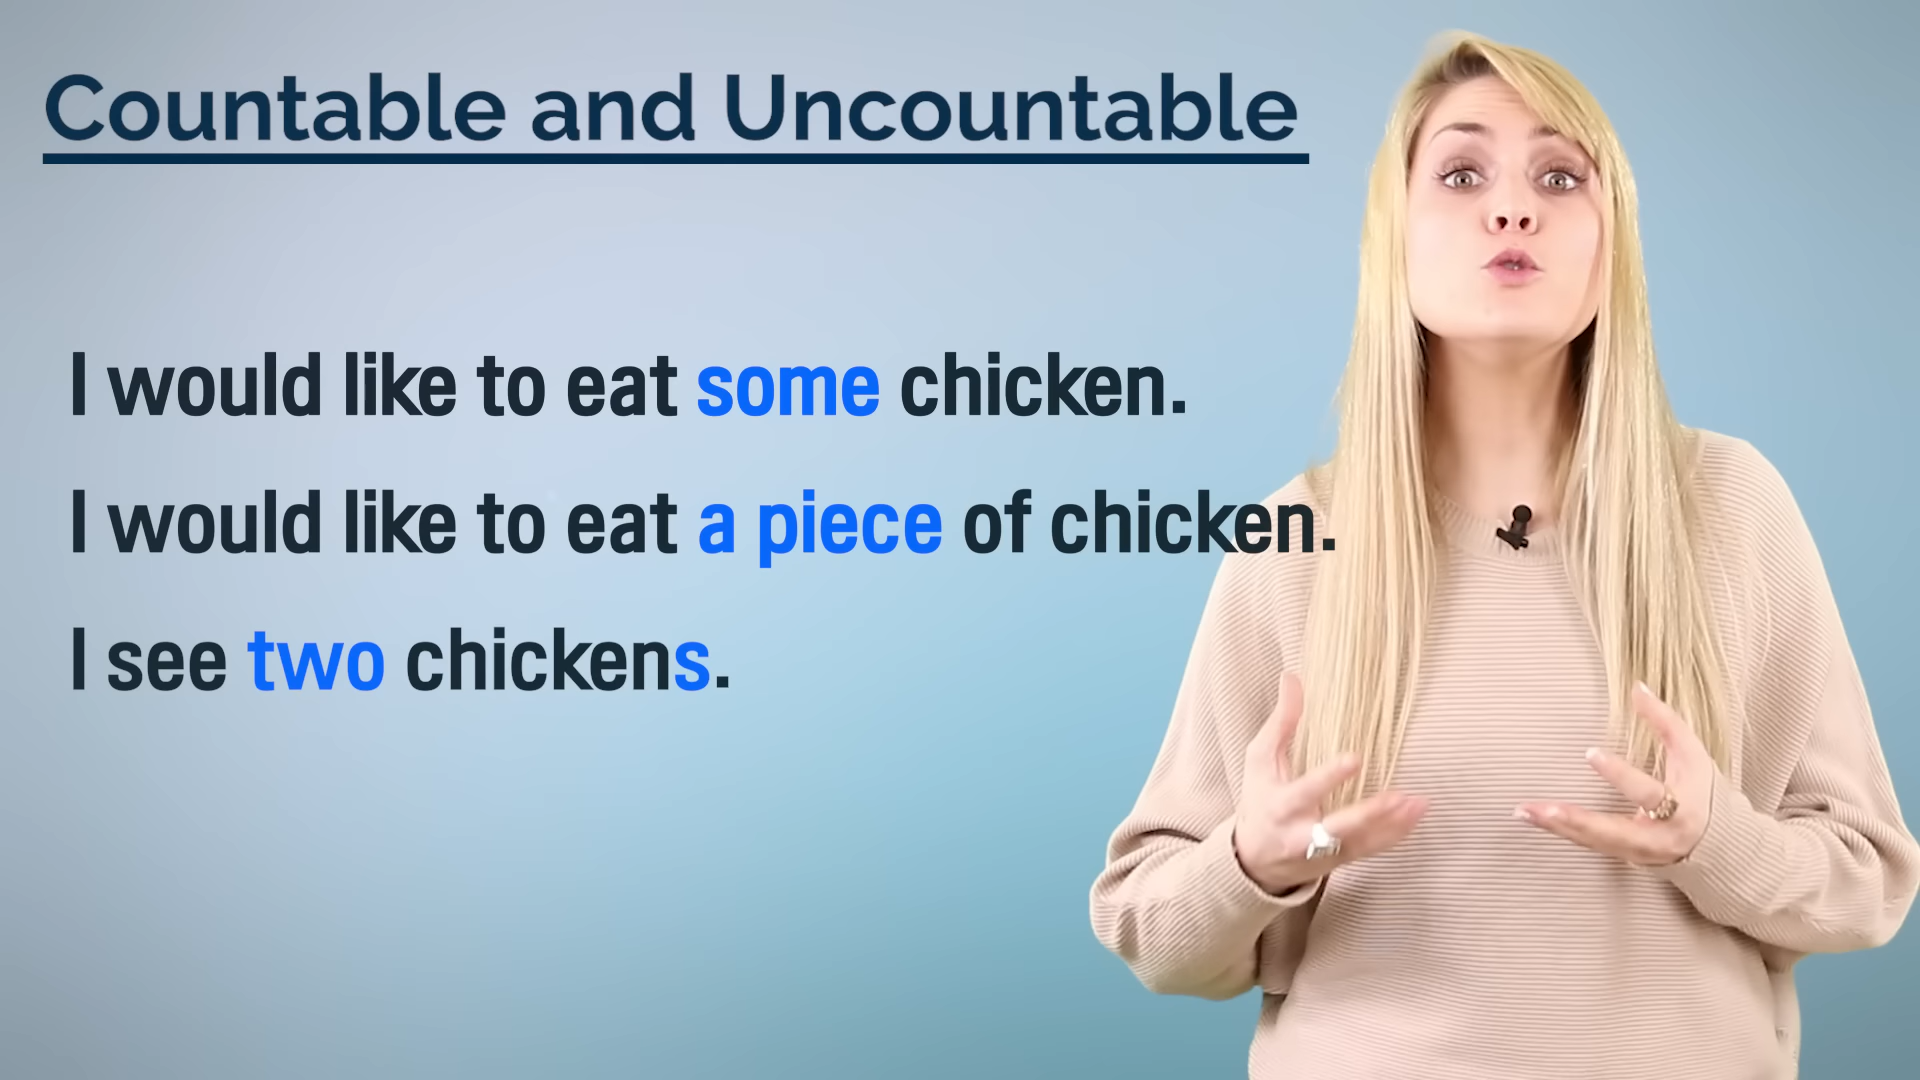 Countable and Uncountable
I would like to eat some chicken.
I would like to eat a piece of chicken.
I see two chickens.